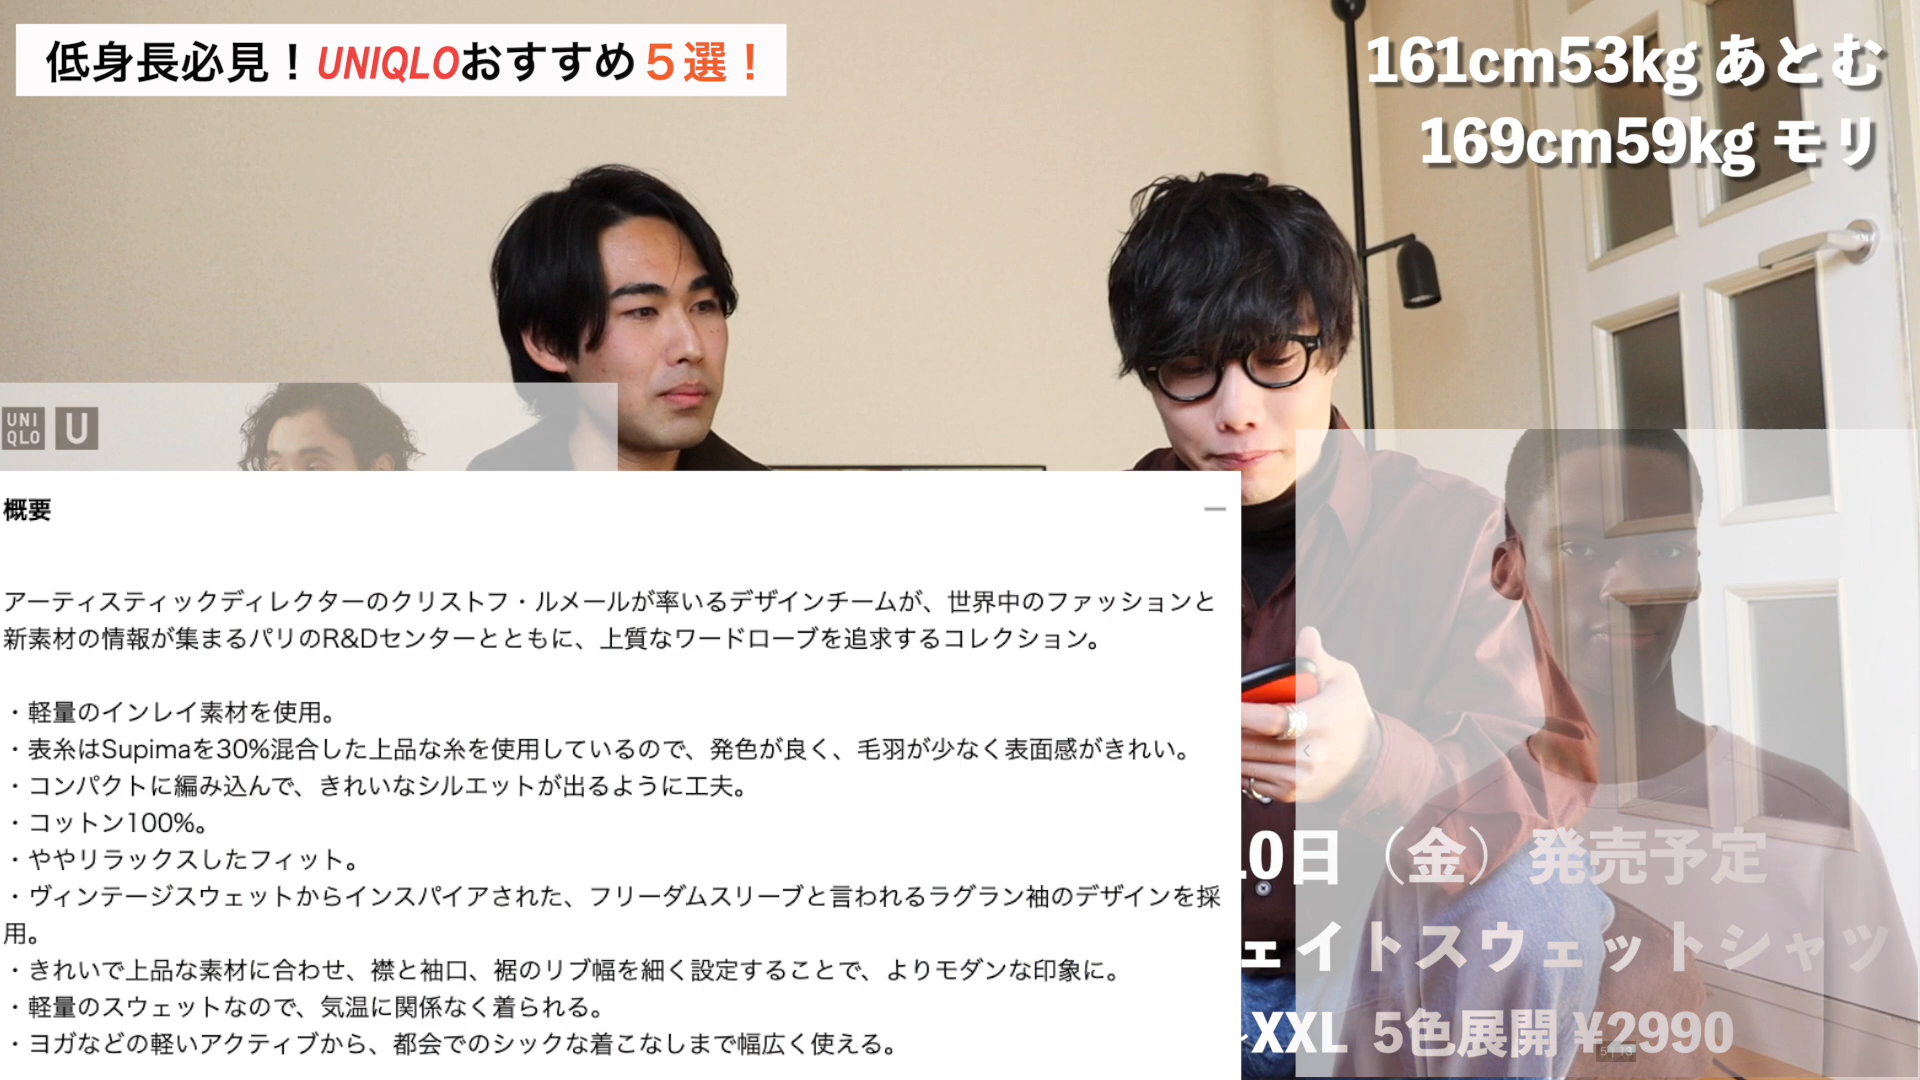 低身長必見！UNIQLOおすすめ５選！
161cm53kg あとむ
169cm59kg モリ
UNI
QLO
U
概要
アーティスティックディレクターのクリストフ・ルメールが率いるデザインチームが、世界中のファッションと
新素材の情報が集まるパリのR&Dセンターとともに、上質なワードローブを追求するコレクション。
・軽量のインレイ素材を使用。
・表糸はSupimaを30%混合した上品な糸を使用しているので、発色が良く、毛羽が少なく表面感がきれい。
・コンパクトに編み込んで、きれいなシルエットが出るように工夫。
・コットン100%。
・ややリラックスしたフィット。
・ヴィンテージスウェットからインスパイアされた、フリーダムスリーブと言われるラグラン袖のデザインを採
用。
・きれいで上品な素材に合わせ、襟と袖口、裾のリブ幅を細く設定することで、よりモダンな印象に。
・軽量のスウェットなので、気温に関係なく着られる。
・ヨガなどの軽いアクティブから、都会でのシックな着こなしまで幅広く使える。
0日（金）発売予定
ェイトスウェットシャツ
XXL 5色展開 ¥2990
5 | 13